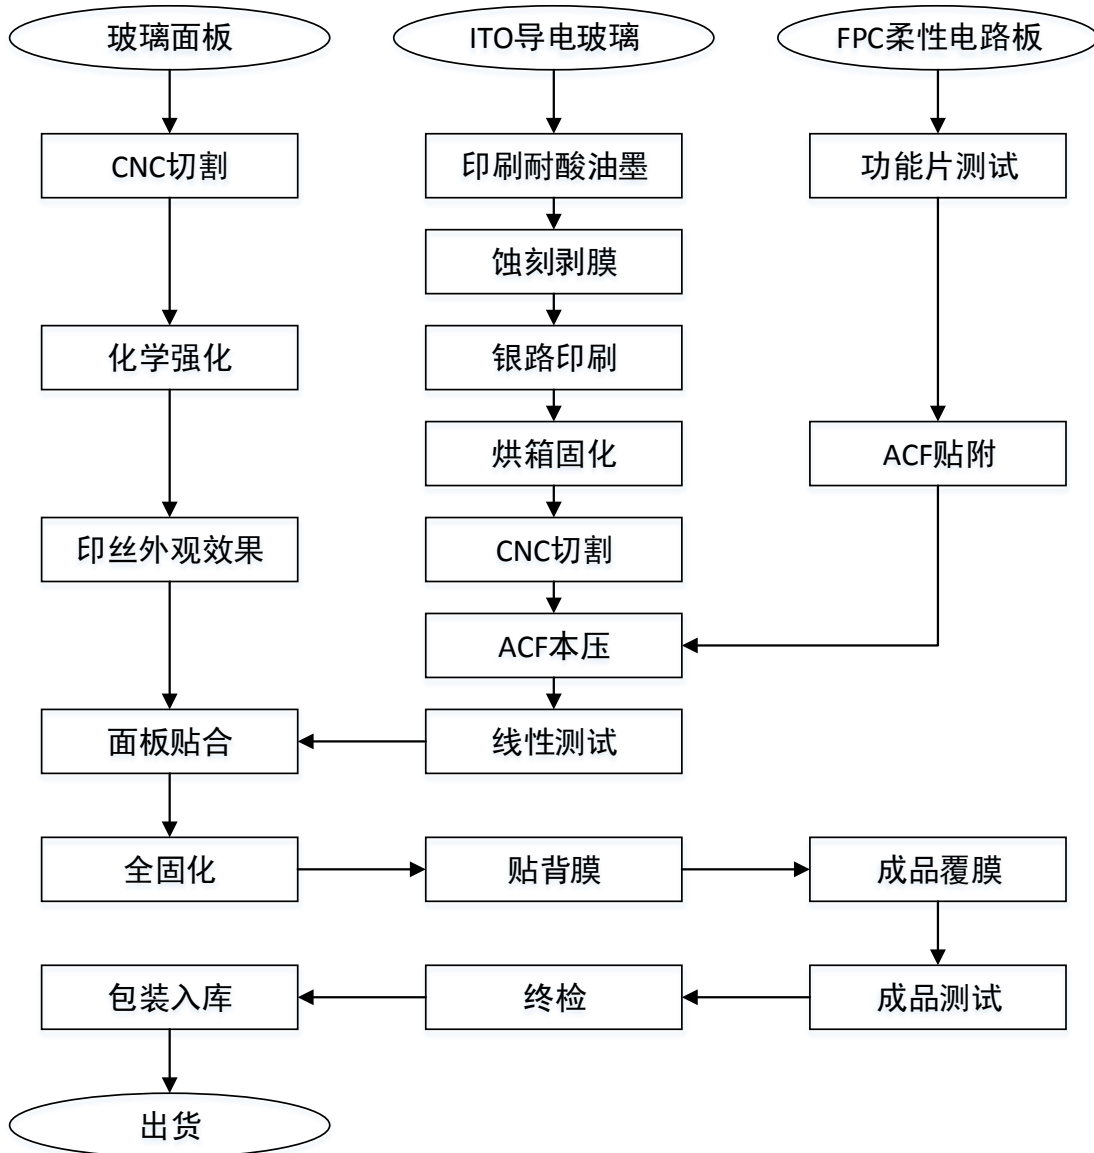 玻璃面板
ITO导电玻璃
FPC柔性电路板
CNC切割
印刷耐酸油墨
功能片测试
蚀刻剥膜
化学强化
银路印刷
烘箱固化
ACF贴附
印丝外观效果
CNC切割
ACF本压
面板贴合
线性测试
全固化
贴背膜
成品覆膜
包装入库
终检
成品测试
出货